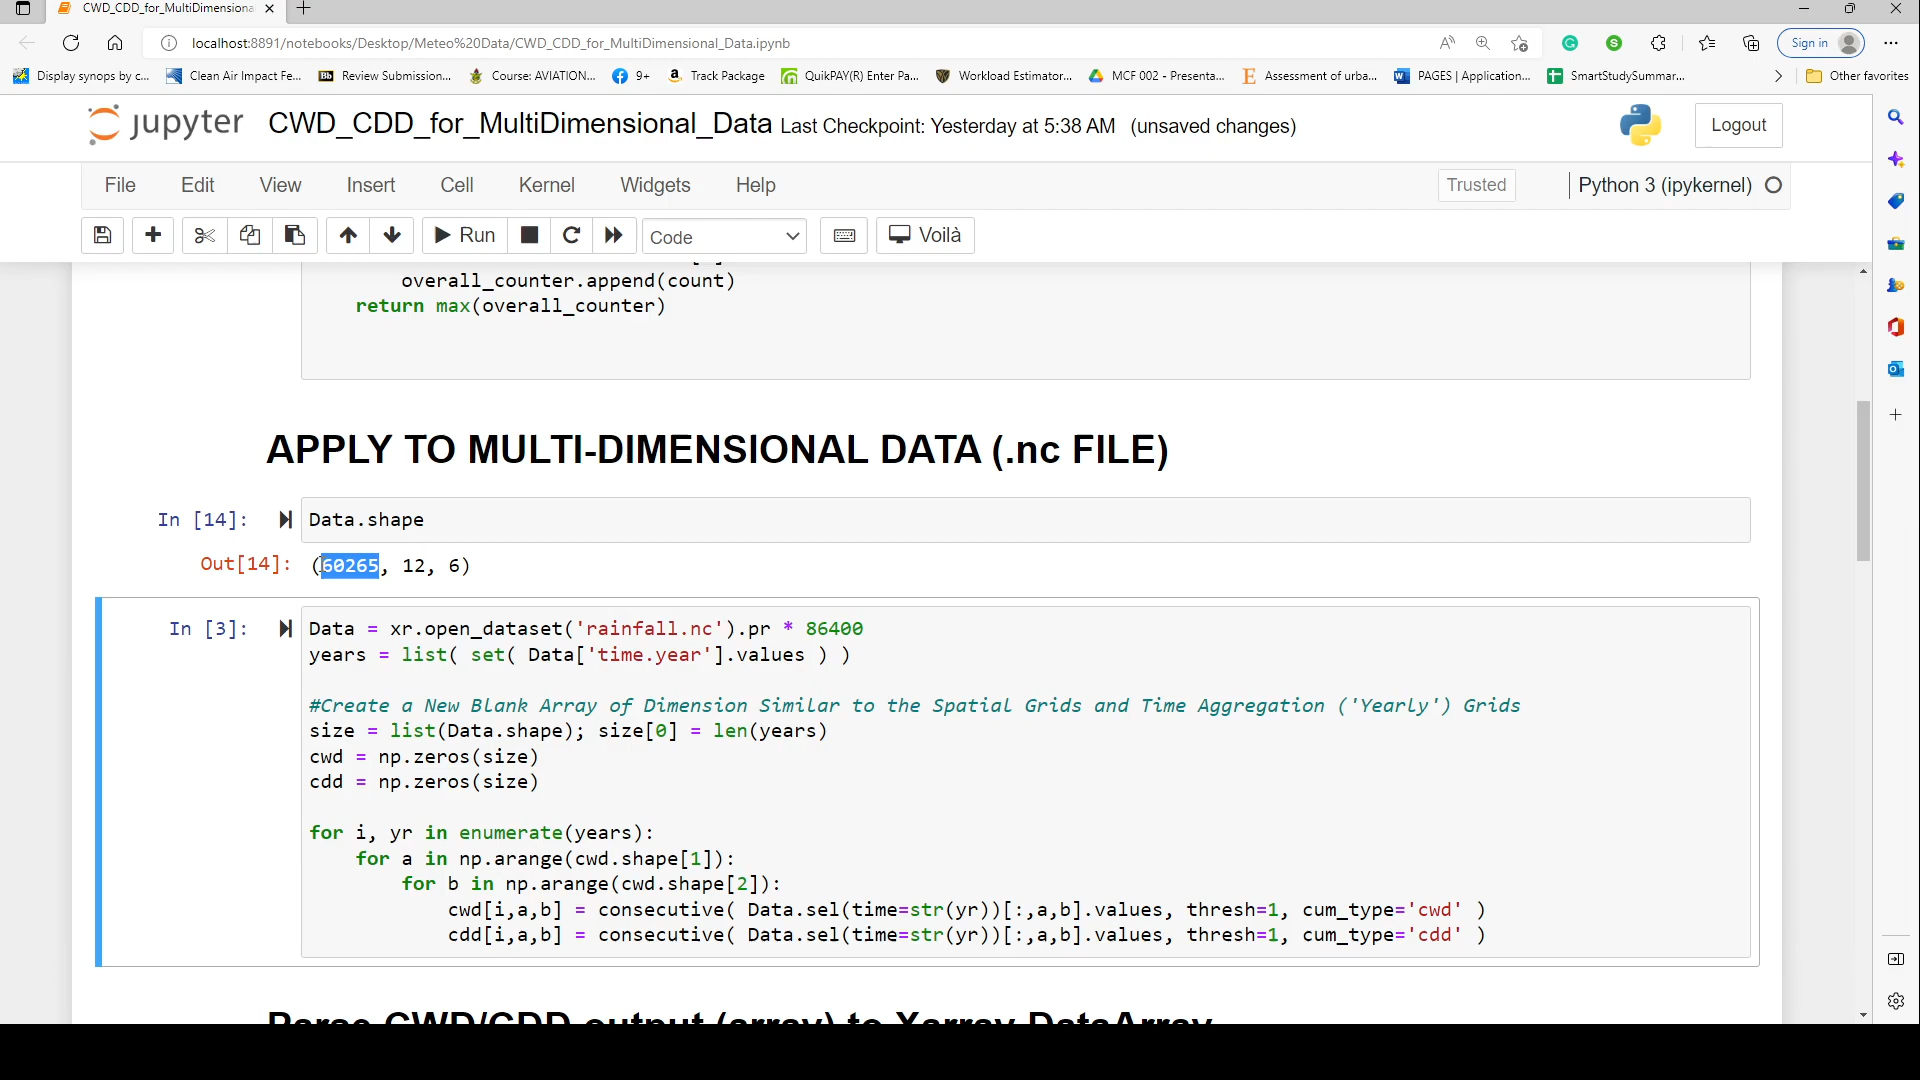 CWD_CDD_for_MultiDimensiona
localhost:8891/notebooks/Desktop/Meteo%20Data/CWD_CDD_for_MultiDimensional_Data.ipynb
Sign in
Display synops by c...
Clean Air Impact Fe...
Bb Review Submission...
Course: AVIATION...
9+
Track Package
QuikPAY(R) Enter Pa...
Workload Estimator...
MCF 002 - Presenta...
Assessment of urba...
PAGES | Application...
SmartStudySummar...
Other favorites
jupyter CWD_CDD_for_MultiDimensional_Data Last Checkpoint: Yesterday at 5:38 AM (unsaved changes)
Logout
File Edit View Insert Cell Kernel Widgets Help
Trusted
Python 3 (ipykernel)
Run
Code
Voilà
overall_counter.append(count)
return max(overall_counter)
APPLY TO MULTI-DIMENSIONAL DATA (.nc FILE)
In [14]: Data.shape
Out[14]: (60265, 12, 6)
In [3]: Data = xr.open_dataset('rainfall.nc').pr * 86400
years = list( set( Data['time.year'].values ) )
#Create a New Blank Array of Dimension Similar to the Spatial Grids and Time Aggregation ('Yearly') Grids
size = list(Data.shape); size[0] = len(years)
cwd = np.zeros(size)
cdd = np.zeros(size)
for i, yr in enumerate(years):
for a in np.arange(cwd.shape[1]):
for b in np.arange(cwd.shape[2]):
cwd[i,a,b] = consecutive( Data.sel(time=str(yr))[:,a,b].values, thresh=1, cum_type='cwd' )
cdd[i,a,b] = consecutive( Data.sel(time=str(yr))[:,a,b].values, thresh=1, cum_type='cdd' )
Parse CWD/CDD output (array) to Xarray DataArray